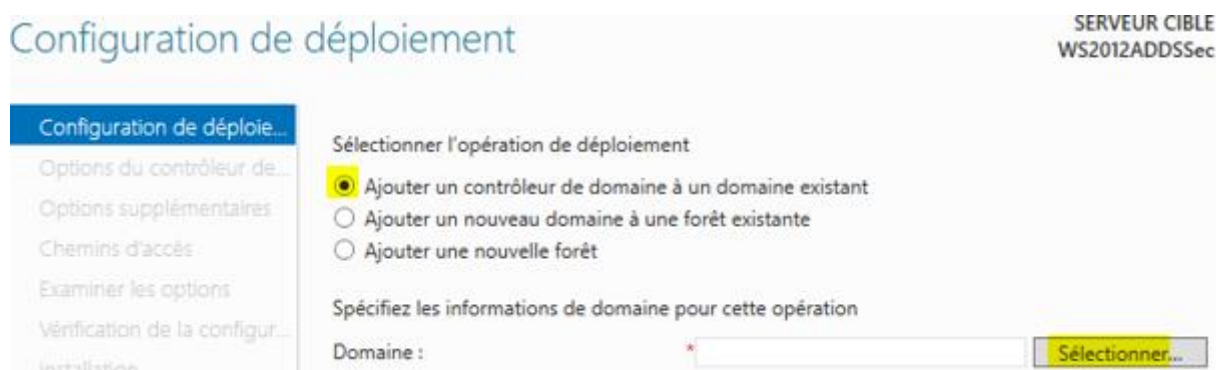 Configuration de déploiement
SERVEUR CIBLE
WS2012ADDSSec
Configuration de déploie...
Options du contrôleur de...
Options supplémentaires
Chemins d'accès
Examiner les options
Vérification de la configur...
Installation
Sélectionner l'opération de déploiement
Ajouter un contrôleur de domaine à un domaine existant
Ajouter un nouveau domaine à une forêt existante
Ajouter une nouvelle forêt
Spécifiez les informations de domaine pour cette opération
Domaine : * Sélectionner...